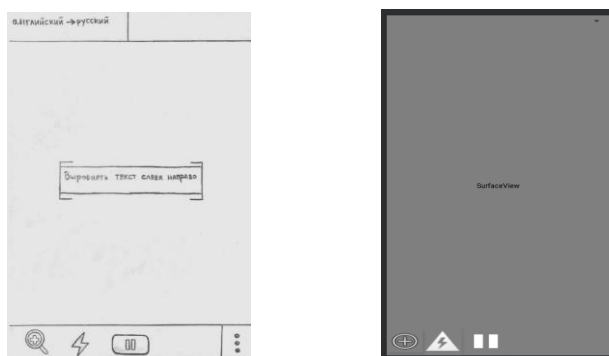 английский → русский
Выровнять текст слева направо
SurfaceView